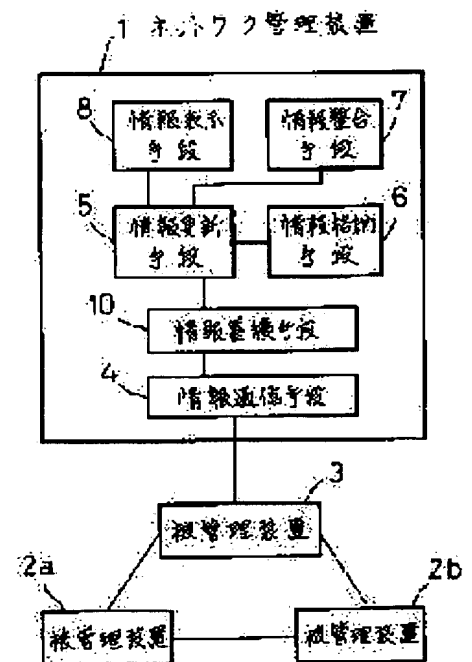 1 ネットワーク管理装置
8
情報表示
手段
情報整合
手段
7
5
情報更新
手段
情報格納
手段
6
10
情報蓄積手段
4
情報通信手段
3
被管理装置
2a
被管理装置
2b
被管理装置